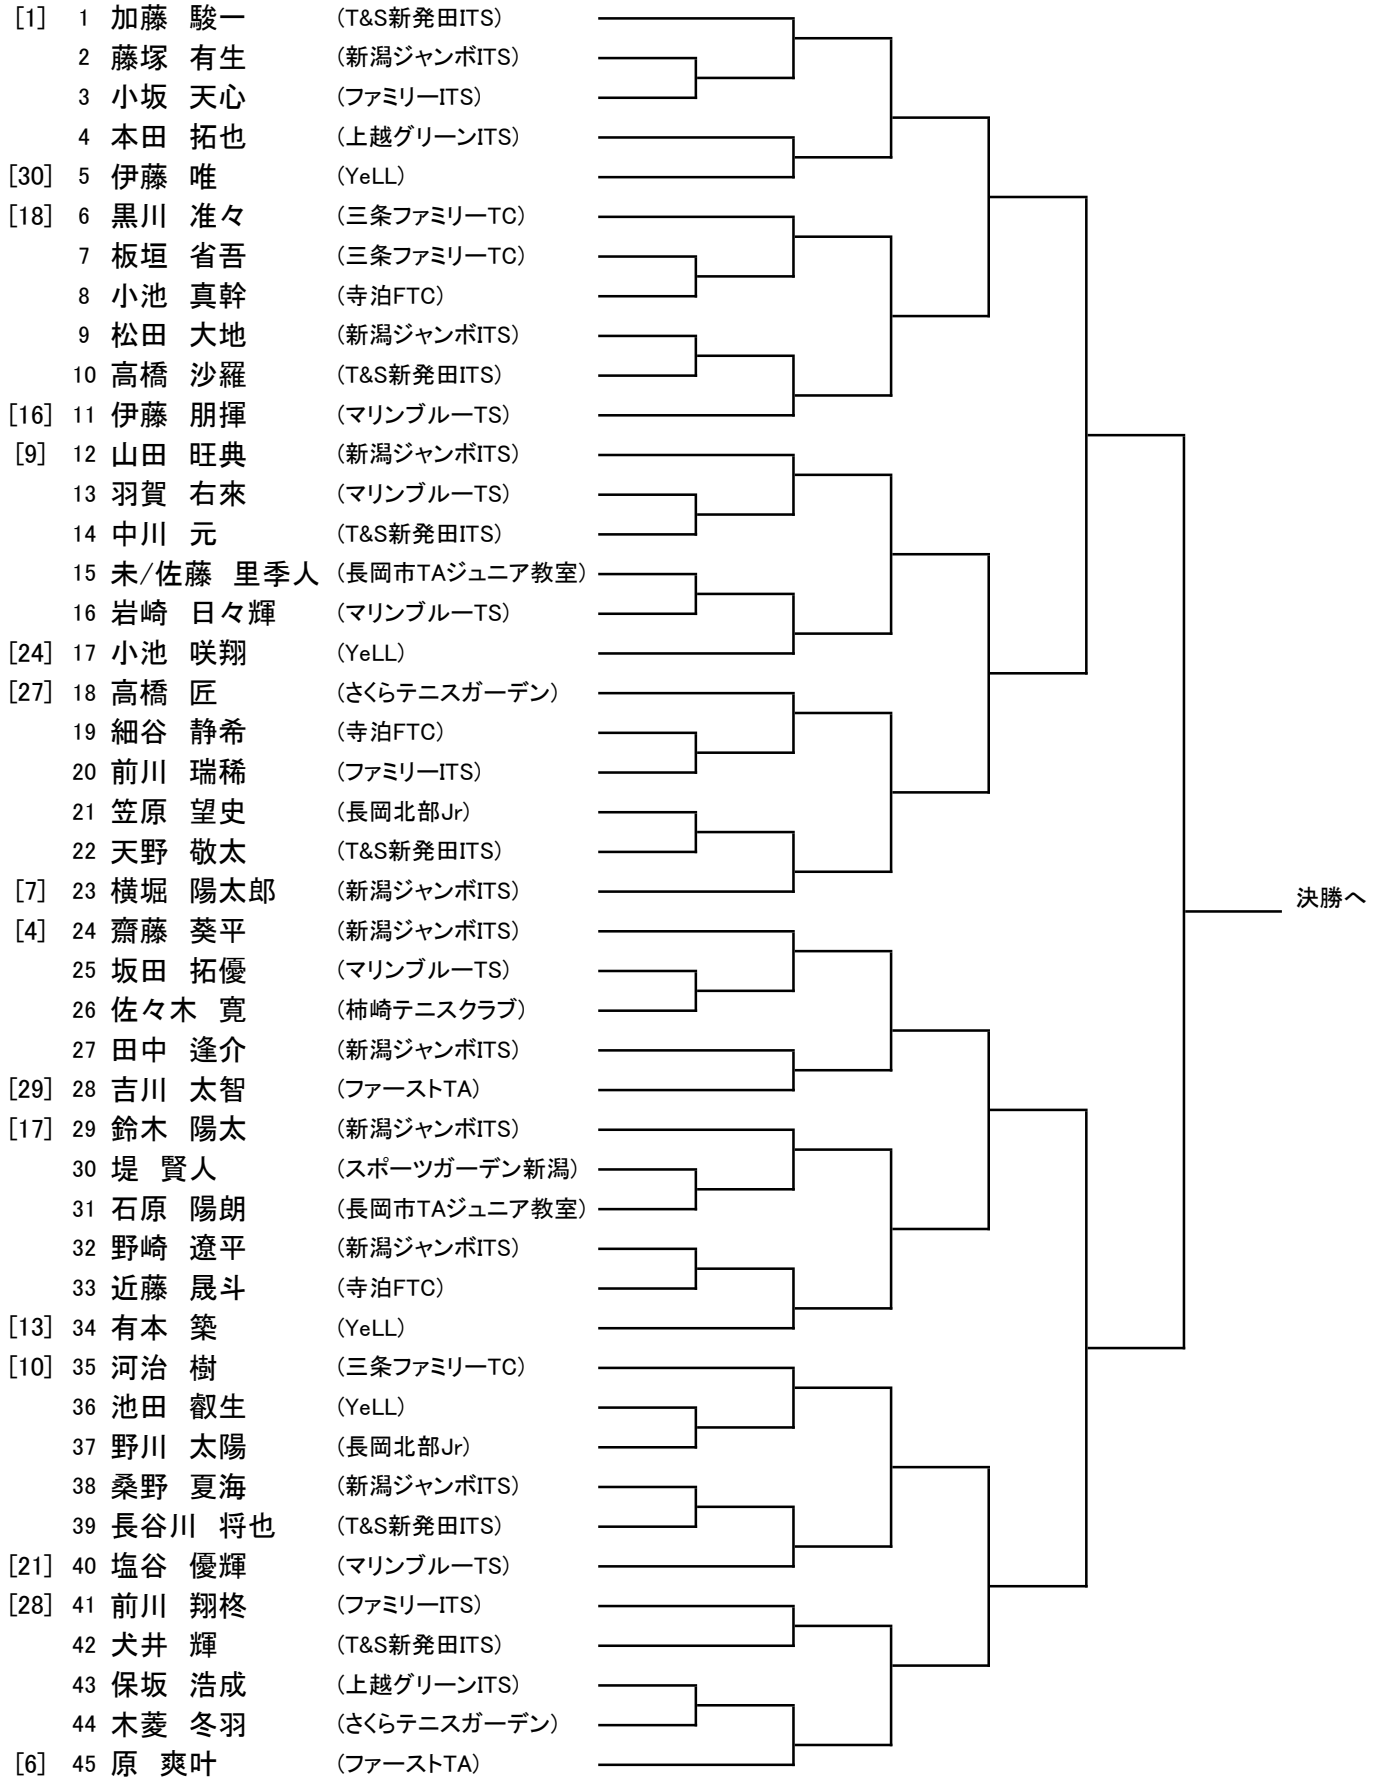 [1] 1 加藤 駿一 (T&S新発田ITS)
2 藤塚 有生 (新潟ジャンボITS)
3 小坂 天心 (ファミリーITS)
4 本田 拓也 (上越グリーンITS)
[30] 5 伊藤 唯 (YeLL)
[18] 6 黒川 准々 (三条ファミリーTC)
7 板垣 省吾 (三条ファミリーTC)
8 小池 真幹 (寺泊FTC)
9 松田 大地 (新潟ジャンボITS)
10 高橋 沙羅 (T&S新発田ITS)
[16] 11 伊藤 朋揮 (マリンブルーTS)
[9] 12 山田 旺典 (新潟ジャンボITS)
13 羽賀 右來 (マリンブルーTS)
14 中川 元 (T&S新発田ITS)
15 未/佐藤 里季人 (長岡市TAジュニア教室)
16 岩崎 日々輝 (マリンブルーTS)
[24] 17 小池 咲翔 (YeLL)
[27] 18 高橋 匠 (さくらテニスガーデン)
19 細谷 静希 (寺泊FTC)
20 前川 瑞稀 (ファミリーITS)
21 笠原 望史 (長岡北部Jr)
22 天野 敬太 (T&S新発田ITS)
[7] 23 横堀 陽太郎 (新潟ジャンボITS)
決勝へ
[4] 24 齋藤 葵平 (新潟ジャンボITS)
25 坂田 拓優 (マリンブルーTS)
26 佐々木 寛 (柿崎テニスクラブ)
27 田中 逢介 (新潟ジャンボITS)
[29] 28 吉川 太智 (ファーストTA)
[17] 29 鈴木 陽太 (新潟ジャンボITS)
30 堤 賢人 (スポーツガーデン新潟)
31 石原 陽朗 (長岡市TAジュニア教室)
32 野崎 遼平 (新潟ジャンボITS)
33 近藤 晟斗 (寺泊FTC)
[13] 34 有本 築 (YeLL)
[10] 35 河治 樹 (三条ファミリーTC)
36 池田 叡生 (YeLL)
37 野川 太陽 (長岡北部Jr)
38 桑野 夏海 (新潟ジャンボITS)
39 長谷川 将也 (T&S新発田ITS)
[21] 40 塩谷 優輝 (マリンブルーTS)
[28] 41 前川 翔柊 (ファミリーITS)
42 犬井 輝 (T&S新発田ITS)
43 保坂 浩成 (上越グリーンITS)
44 木菱 冬羽 (さくらテニスガーデン)
[6] 45 原 爽叶 (ファーストTA)